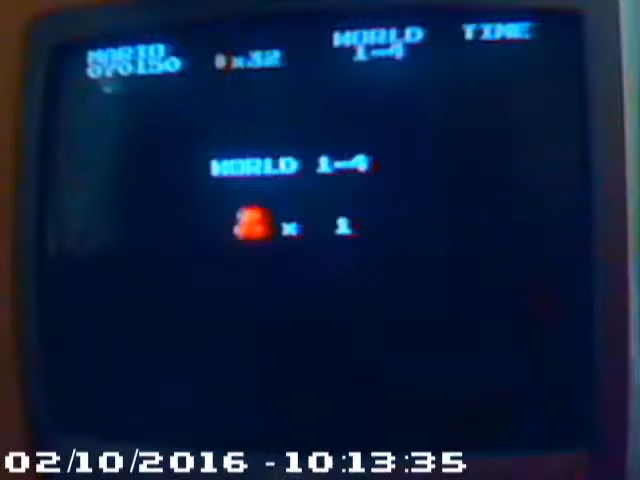 MARIO WORLD TIME
070150 x32 1-4
WORLD 1-4
x 1
02/10/2016 - 10:13:35